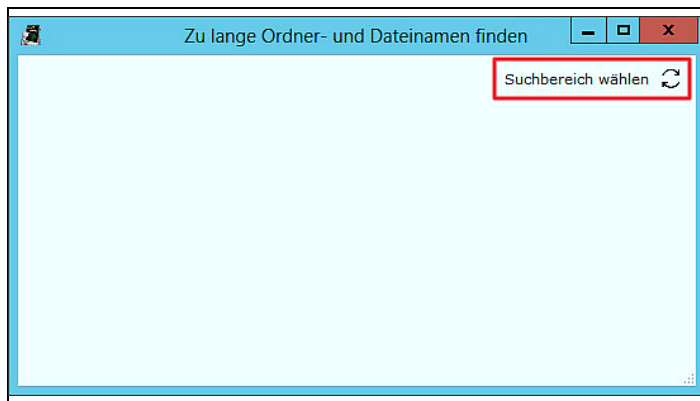 Zu lange Ordner- und Dateinamen finden
Suchbereich wählen